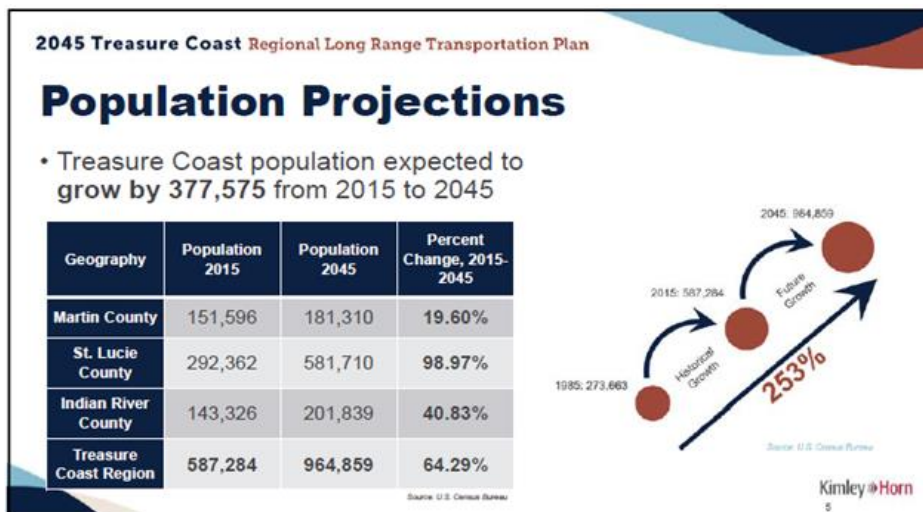 2045 Treasure Coast Regional Long Range Transportation Plan
Population Projections
• Treasure Coast population expected to
grow by 377,575 from 2015 to 2045
Geography Population 2015 Population 2045 Percent Change, 2015-2045
Martin County 151,596 181,310 19.60%
St. Lucie County 292,362 581,710 98.97%
Indian River County 143,326 201,839 40.83%
Treasure Coast Region 587,284 964,859 64.29%
Source: U.S. Census Bureau
2045: 964,859
Future Growth
2015: 587,284
Historical Growth
1985: 273,663
253%
Source: U.S. Census Bureau
Kimley»Horn
5